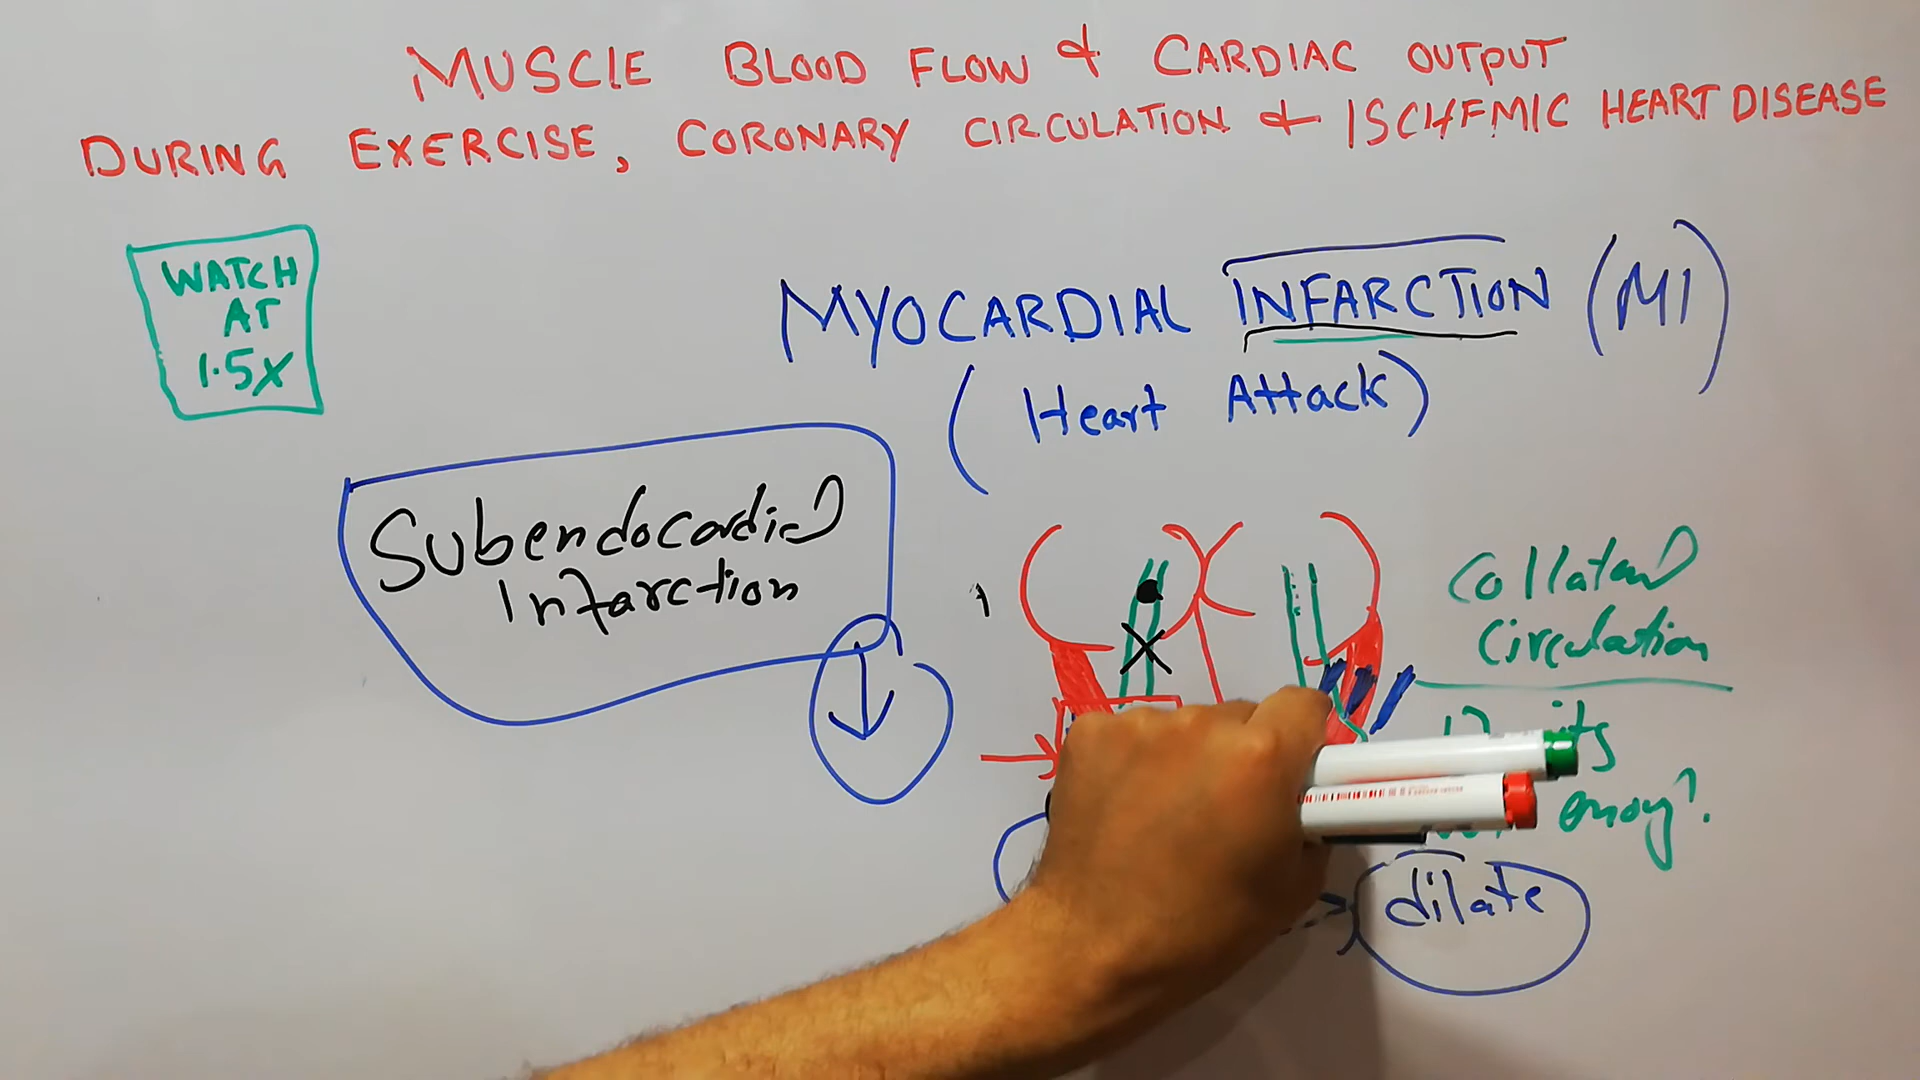 MUSCLE BLOOD FLOW & CARDIAC OUTPUT
DURING EXERCISE, CORONARY CIRCULATION & ISCHEMIC HEART DISEASE
WATCH
AT
1.5X
MYOCARDIAL INFARCTION (MI)
(Heart Attack)
Subendocardial
Infarction
Collateral
Circulation
dilate